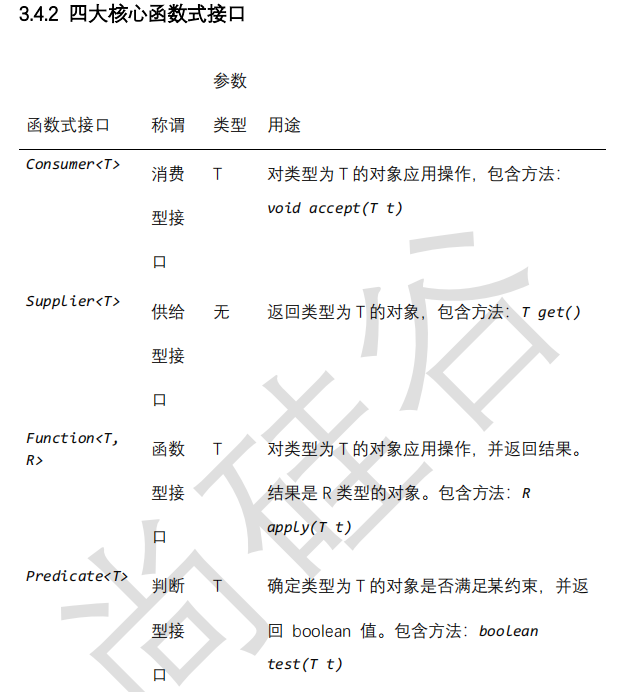 3.4.2 四大核心函数式接口
参数
函数式接口 称谓 类型 用途
Consumer<T> 消费 T 对类型为 T 的对象应用操作，包含方法：
型接 void accept(T t)
口
Supplier<T> 供给 无 返回类型为 T 的对象，包含方法：T get()
型接
口
Function<T, 函数 T 对类型为 T 的对象应用操作，并返回结果。
R>
型接 结果是 R 类型的对象。包含方法：R
口 apply(T t)
Predicate<T> 判断 T 确定类型为 T 的对象是否满足某约束，并返
型接 回 boolean 值。包含方法：boolean
口 test(T t)
尚硅谷